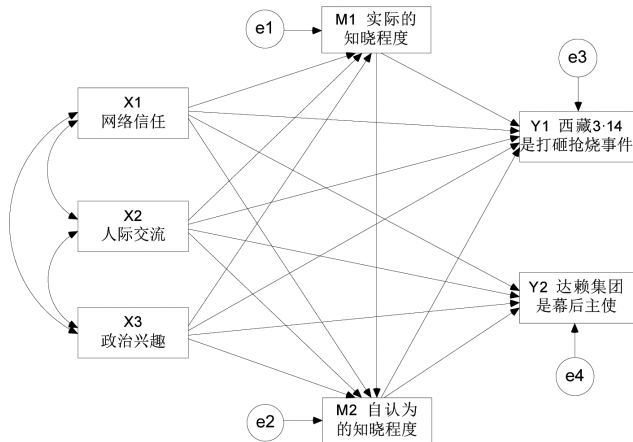 e1
M1 实际的
知晓程度
e3
X1
网络信任
Y1 西藏3·14
是打砸抢烧事件
X2
人际交流
Y2 达赖集团
是幕后主使
X3
政治兴趣
e4
e2
M2 自认为
的知晓程度